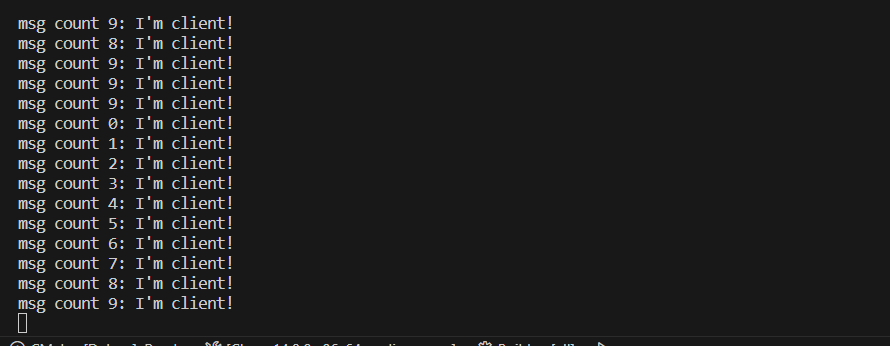 msg count 9: I'm client!
msg count 8: I'm client!
msg count 9: I'm client!
msg count 9: I'm client!
msg count 9: I'm client!
msg count 0: I'm client!
msg count 1: I'm client!
msg count 2: I'm client!
msg count 3: I'm client!
msg count 4: I'm client!
msg count 5: I'm client!
msg count 6: I'm client!
msg count 7: I'm client!
msg count 8: I'm client!
msg count 9: I'm client!